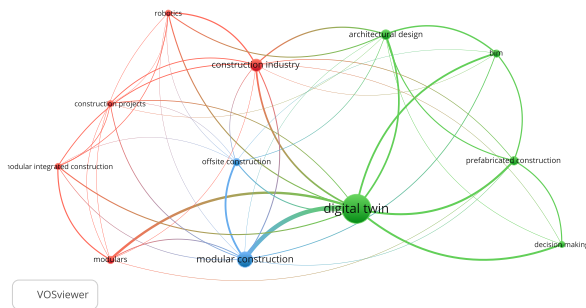 robotics
architectural design
bim
construction industry
construction projects
offsite construction
prefabricated construction
modular integrated construction
digital twin
decision making
modulars
modular construction
VOSviewer